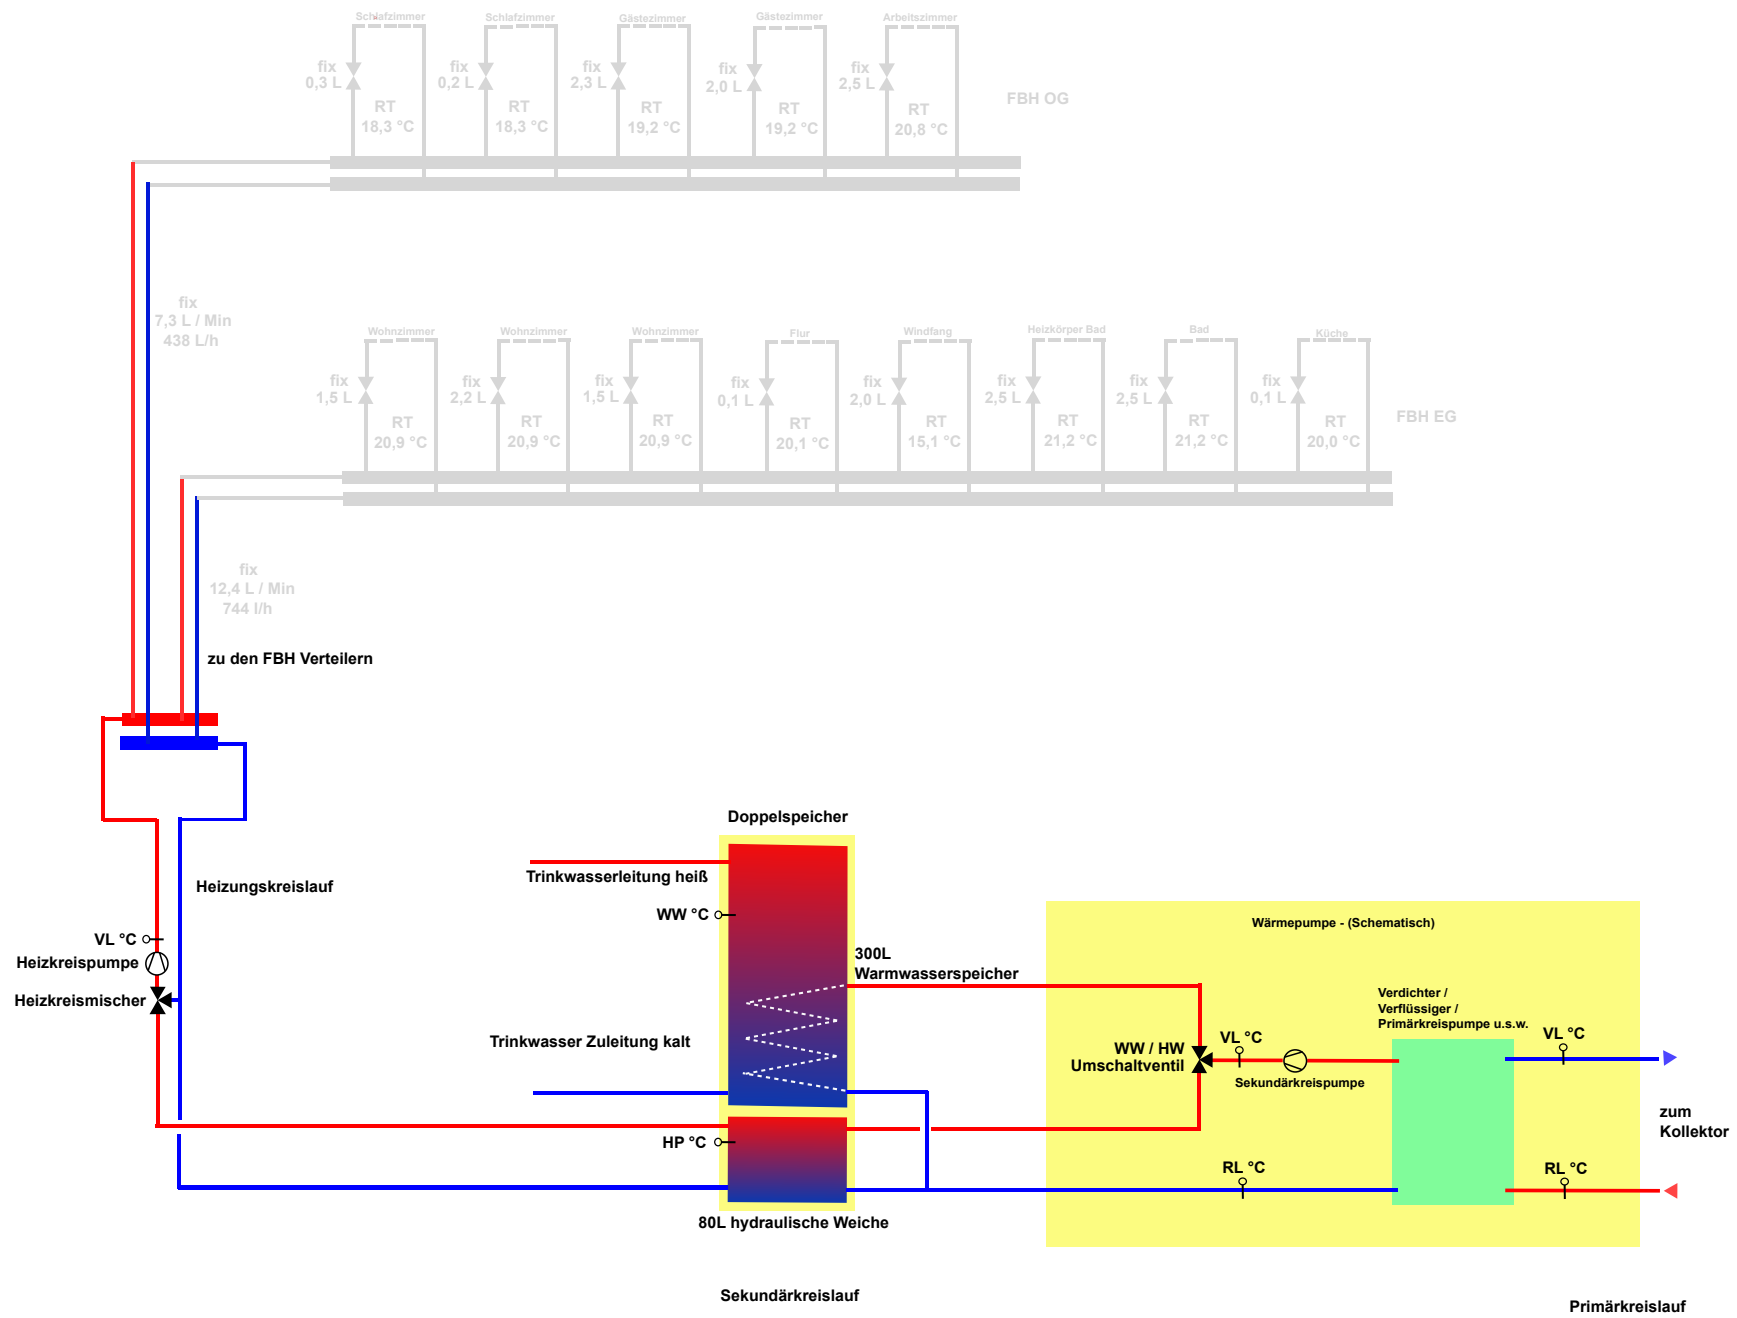 Schlafzimmer
Schlafzimmer
Gästezimmer
Gästezimmer
Arbeitszimmer
fix
0,3 L
fix
0,2 L
fix
2,3 L
fix
2,0 L
fix
2,5 L
RT
18,3 °C
RT
18,3 °C
RT
19,2 °C
RT
19,2 °C
RT
20,8 °C
FBH OG
fix
7,3 L / Min
438 L/h
Wohnzimmer
Wohnzimmer
Wohnzimmer
Flur
Windfang
Heizkörper Bad
Bad
Küche
fix
1,5 L
fix
2,2 L
fix
1,5 L
fix
0,1 L
fix
2,0 L
fix
2,5 L
fix
2,5 L
fix
0,1 L
RT
20,9 °C
RT
20,9 °C
RT
20,9 °C
RT
20,1 °C
RT
15,1 °C
RT
21,2 °C
RT
21,2 °C
RT
20,0 °C
FBH EG
fix
12,4 L / Min
744 l/h
zu den FBH Verteilern
Doppelspeicher
Trinkwasserleitung heiß
Heizungskreislauf
WW °C
VL °C
Heizkreispumpe
Heizkreismischer
300L
Warmwasserspeicher
Trinkwasser Zuleitung kalt
HP °C
80L hydraulische Weiche
Wärmepumpe - (Schematisch)
Verdichter /
Verflüssiger /
Primärkreispumpe u.s.w.
WW / HW
Umschaltventil
VL °C
Sekundärkreispumpe
VL °C
zum
Kollektor
RL °C
RL °C
Sekundärkreislauf
Primärkreislauf